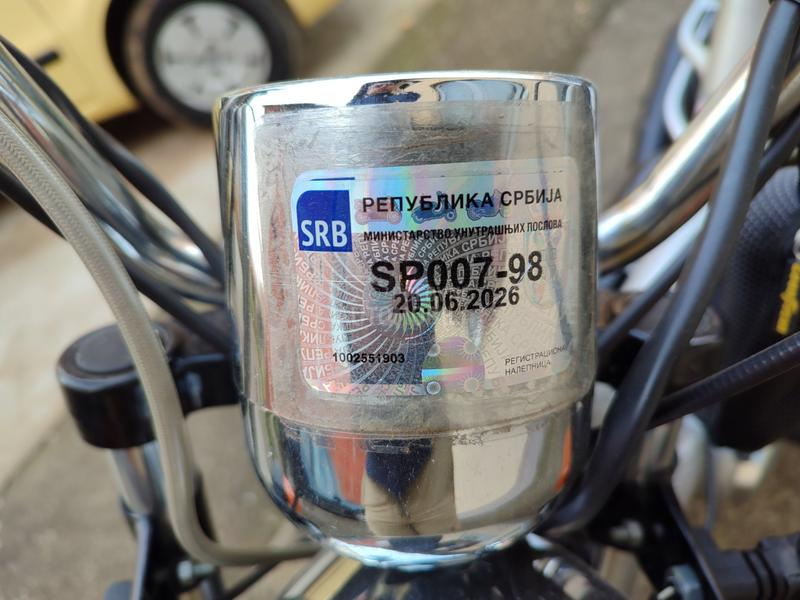 SRB
РЕПУБЛИКА СРБИЈА
МИНИСТАРСТВО УНУТРАШЊИХ ПОСЛОВА
SP007-98
20.06.2026
1002551903
РЕГИСТРАЦИОНА
НАЛЕПНИЦА